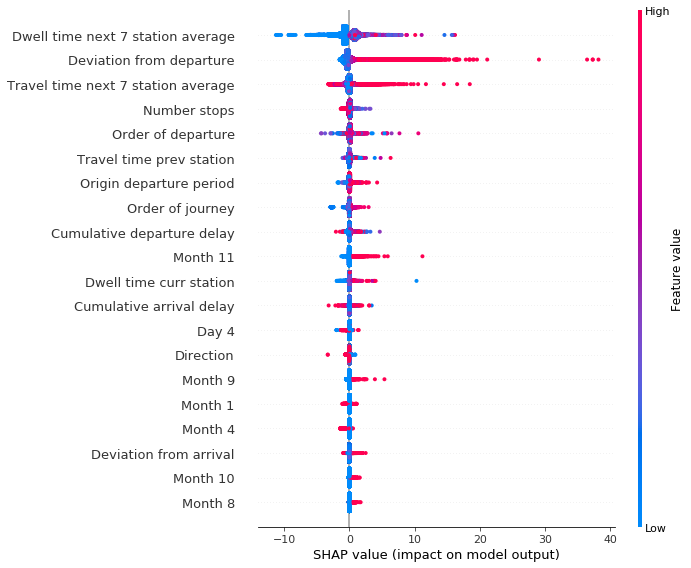 High
Dwell time next 7 station average
Deviation from departure
Travel time next 7 station average
Number stops
Order of departure
Travel time prev station
Origin departure period
Order of journey
Cumulative departure delay
Month 11
Dwell time curr station
Cumulative arrival delay
Day 4
Direction
Month 9
Month 1
Month 4
Deviation from arrival
Month 10
Month 8
Feature value
Low
−10 0 10 20 30 40
SHAP value (impact on model output)